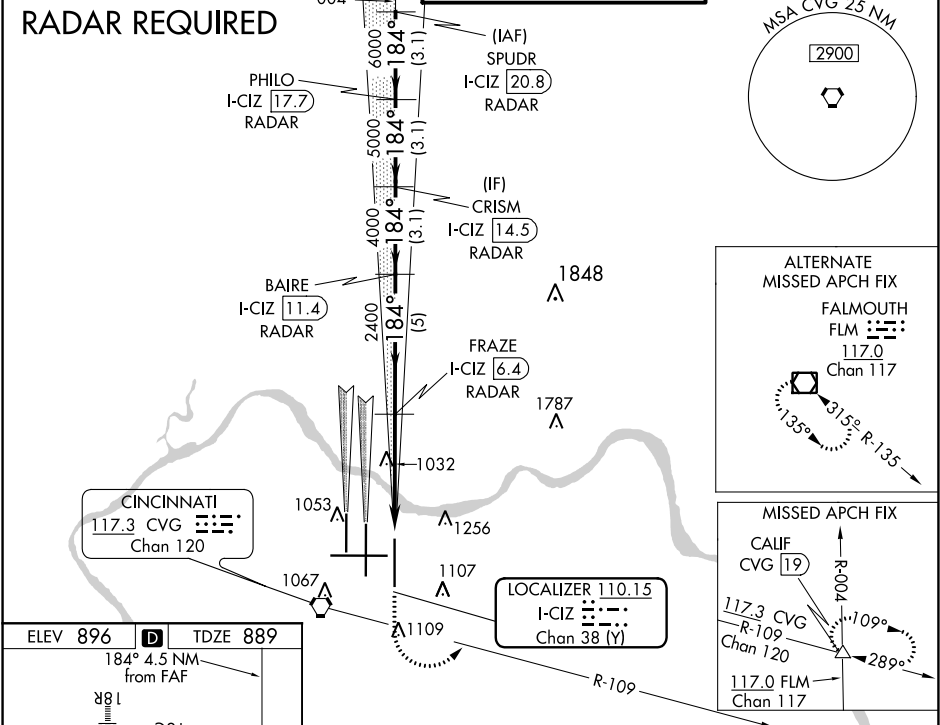 RADAR REQUIRED
004°
6000
184°
(3.1)
(IAF)
SPUDR
I-CIZ 20.8
RADAR
PHILO
I-CIZ 17.7
RADAR
5000
184°
(3.1)
(IF)
CRISM
I-CIZ 14.5
RADAR
4000
184°
(3.1)
BAIRE
I-CIZ 11.4
RADAR
2400
184°
(5)
FRAZE
I-CIZ 6.4
RADAR
1848
1787
1032
1053
1256
1067
1107
1109
CINCINNATI
117.3 CVG
Chan 120
LOCALIZER 110.15
I-CIZ
Chan 38 (Y)
R-109
MSA CVG 25 NM
2900
ALTERNATE
MISSED APCH FIX
FALMOUTH
FLM
117.0
Chan 117
135°
315°
R-135
MISSED APCH FIX
CALIF
CVG 19
R-004
117.3 CVG
R-109
Chan 120
109°
289°
117.0 FLM
Chan 117
ELEV 896 D TDZE 889
184° 4.5 NM
from FAF
18R